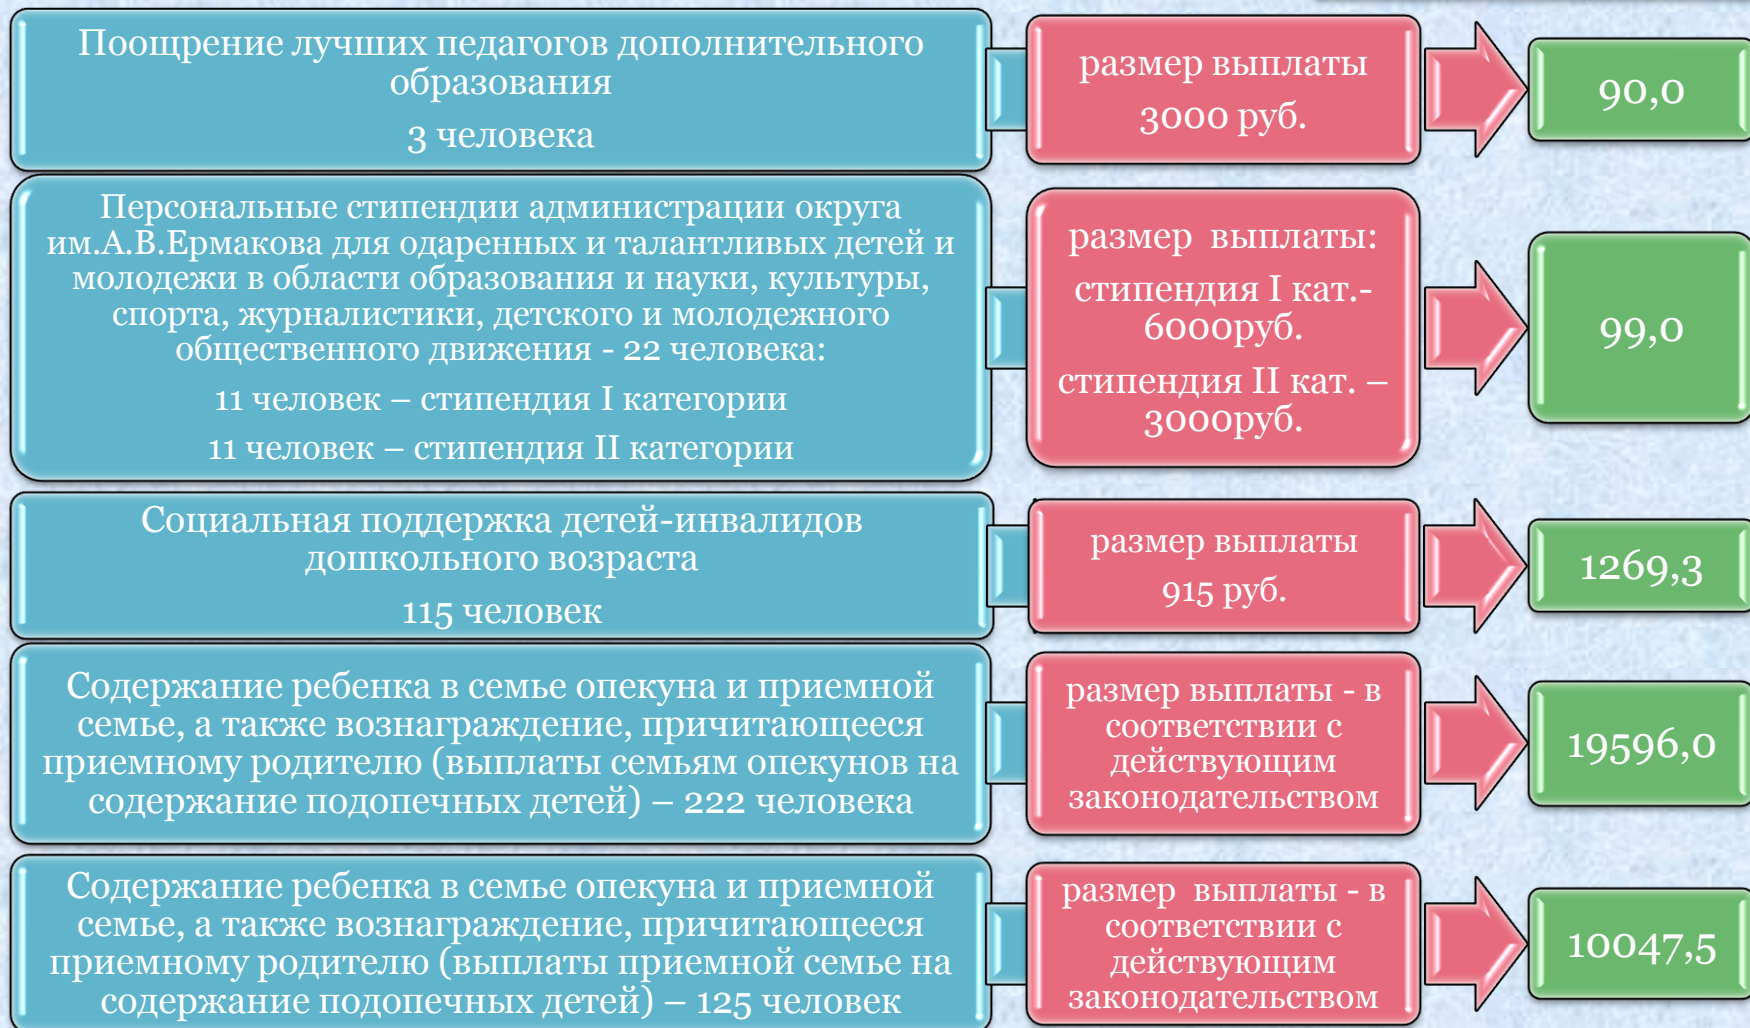 Поощрение лучших педагогов дополнительного
образования
3 человека
размер выплаты
3000 руб.
90,0
Персональные стипендии администрации округа
им.А.В.Ермакова для одаренных и талантливых детей и
молодежи в области образования и науки, культуры,
спорта, журналистики, детского и молодежного
общественного движения - 22 человека:
11 человек – стипендия I категории
11 человек – стипендия II категории
размер выплаты:
стипендия I кат.-
6000руб.
стипендия II кат. –
3000руб.
99,0
Социальная поддержка детей-инвалидов
дошкольного возраста
115 человек
размер выплаты
915 руб.
1269,3
Содержание ребенка в семье опекуна и приемной
семье, а также вознаграждение, причитающееся
приемному родителю (выплаты семьям опекунов на
содержание подопечных детей) – 222 человека
размер выплаты - в
соответствии с
действующим
законодательством
19596,0
Содержание ребенка в семье опекуна и приемной
семье, а также вознаграждение, причитающееся
приемному родителю (выплаты приемной семье на
содержание подопечных детей) – 125 человек
размер выплаты - в
соответствии с
действующим
законодательством
10047,5